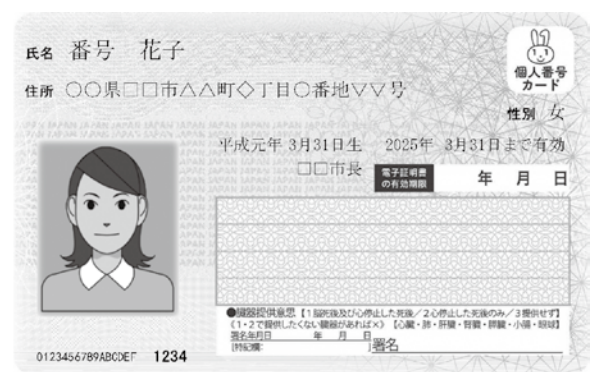 氏名 番号 花子
個人番号
カード
住所 ○○県□□市△△町◇丁目○番地▽▽号
性別 女
平成元年 3月31日生 2025年 3月31日まで有効
□□市長 電子証明書の有効期限 年 月 日
●臓器提供意思【1 脳死後及び心停止した死後／2 心停止した死後のみ／3 提供せず】
《1・2で提供したくない臓器があれば×》【心臓・肺・肝臓・腎臓・膵臓・小腸・眼球】
署名年月日 年 月 日
[特記欄: ] 署名
0123456789ABCDEF 1234